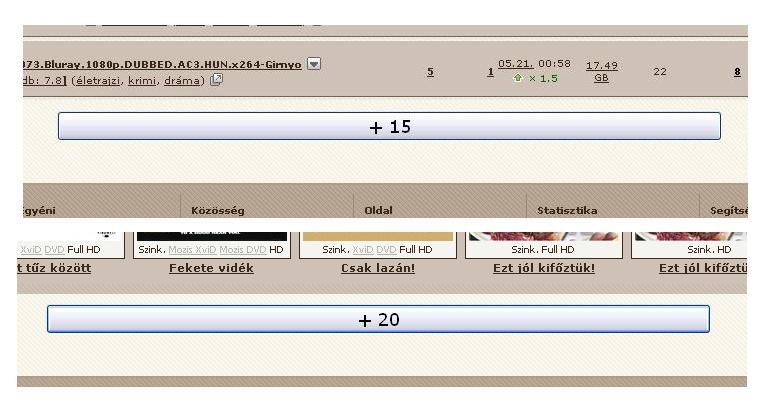 073.Bluray.1080p.DUBBED.AC3.HUN.x264-Girnyo
db: 7.8] (életrajzi, krimi, dráma)
5 1 05.21. 00:58 17.49 22 8
× 1.5 GB
+ 15
gyéni Közösség Oldal Statisztika Segítsé
XviD DVD Full HD Szink. Mozis XviD Mozis DVD HD Szink. XviD DVD Full HD Szink. Full HD Szink. HD
t tűz között Fekete vidék Csak lazán! Ezt jól kifőztük! Ezt jól kifőztü
+ 20